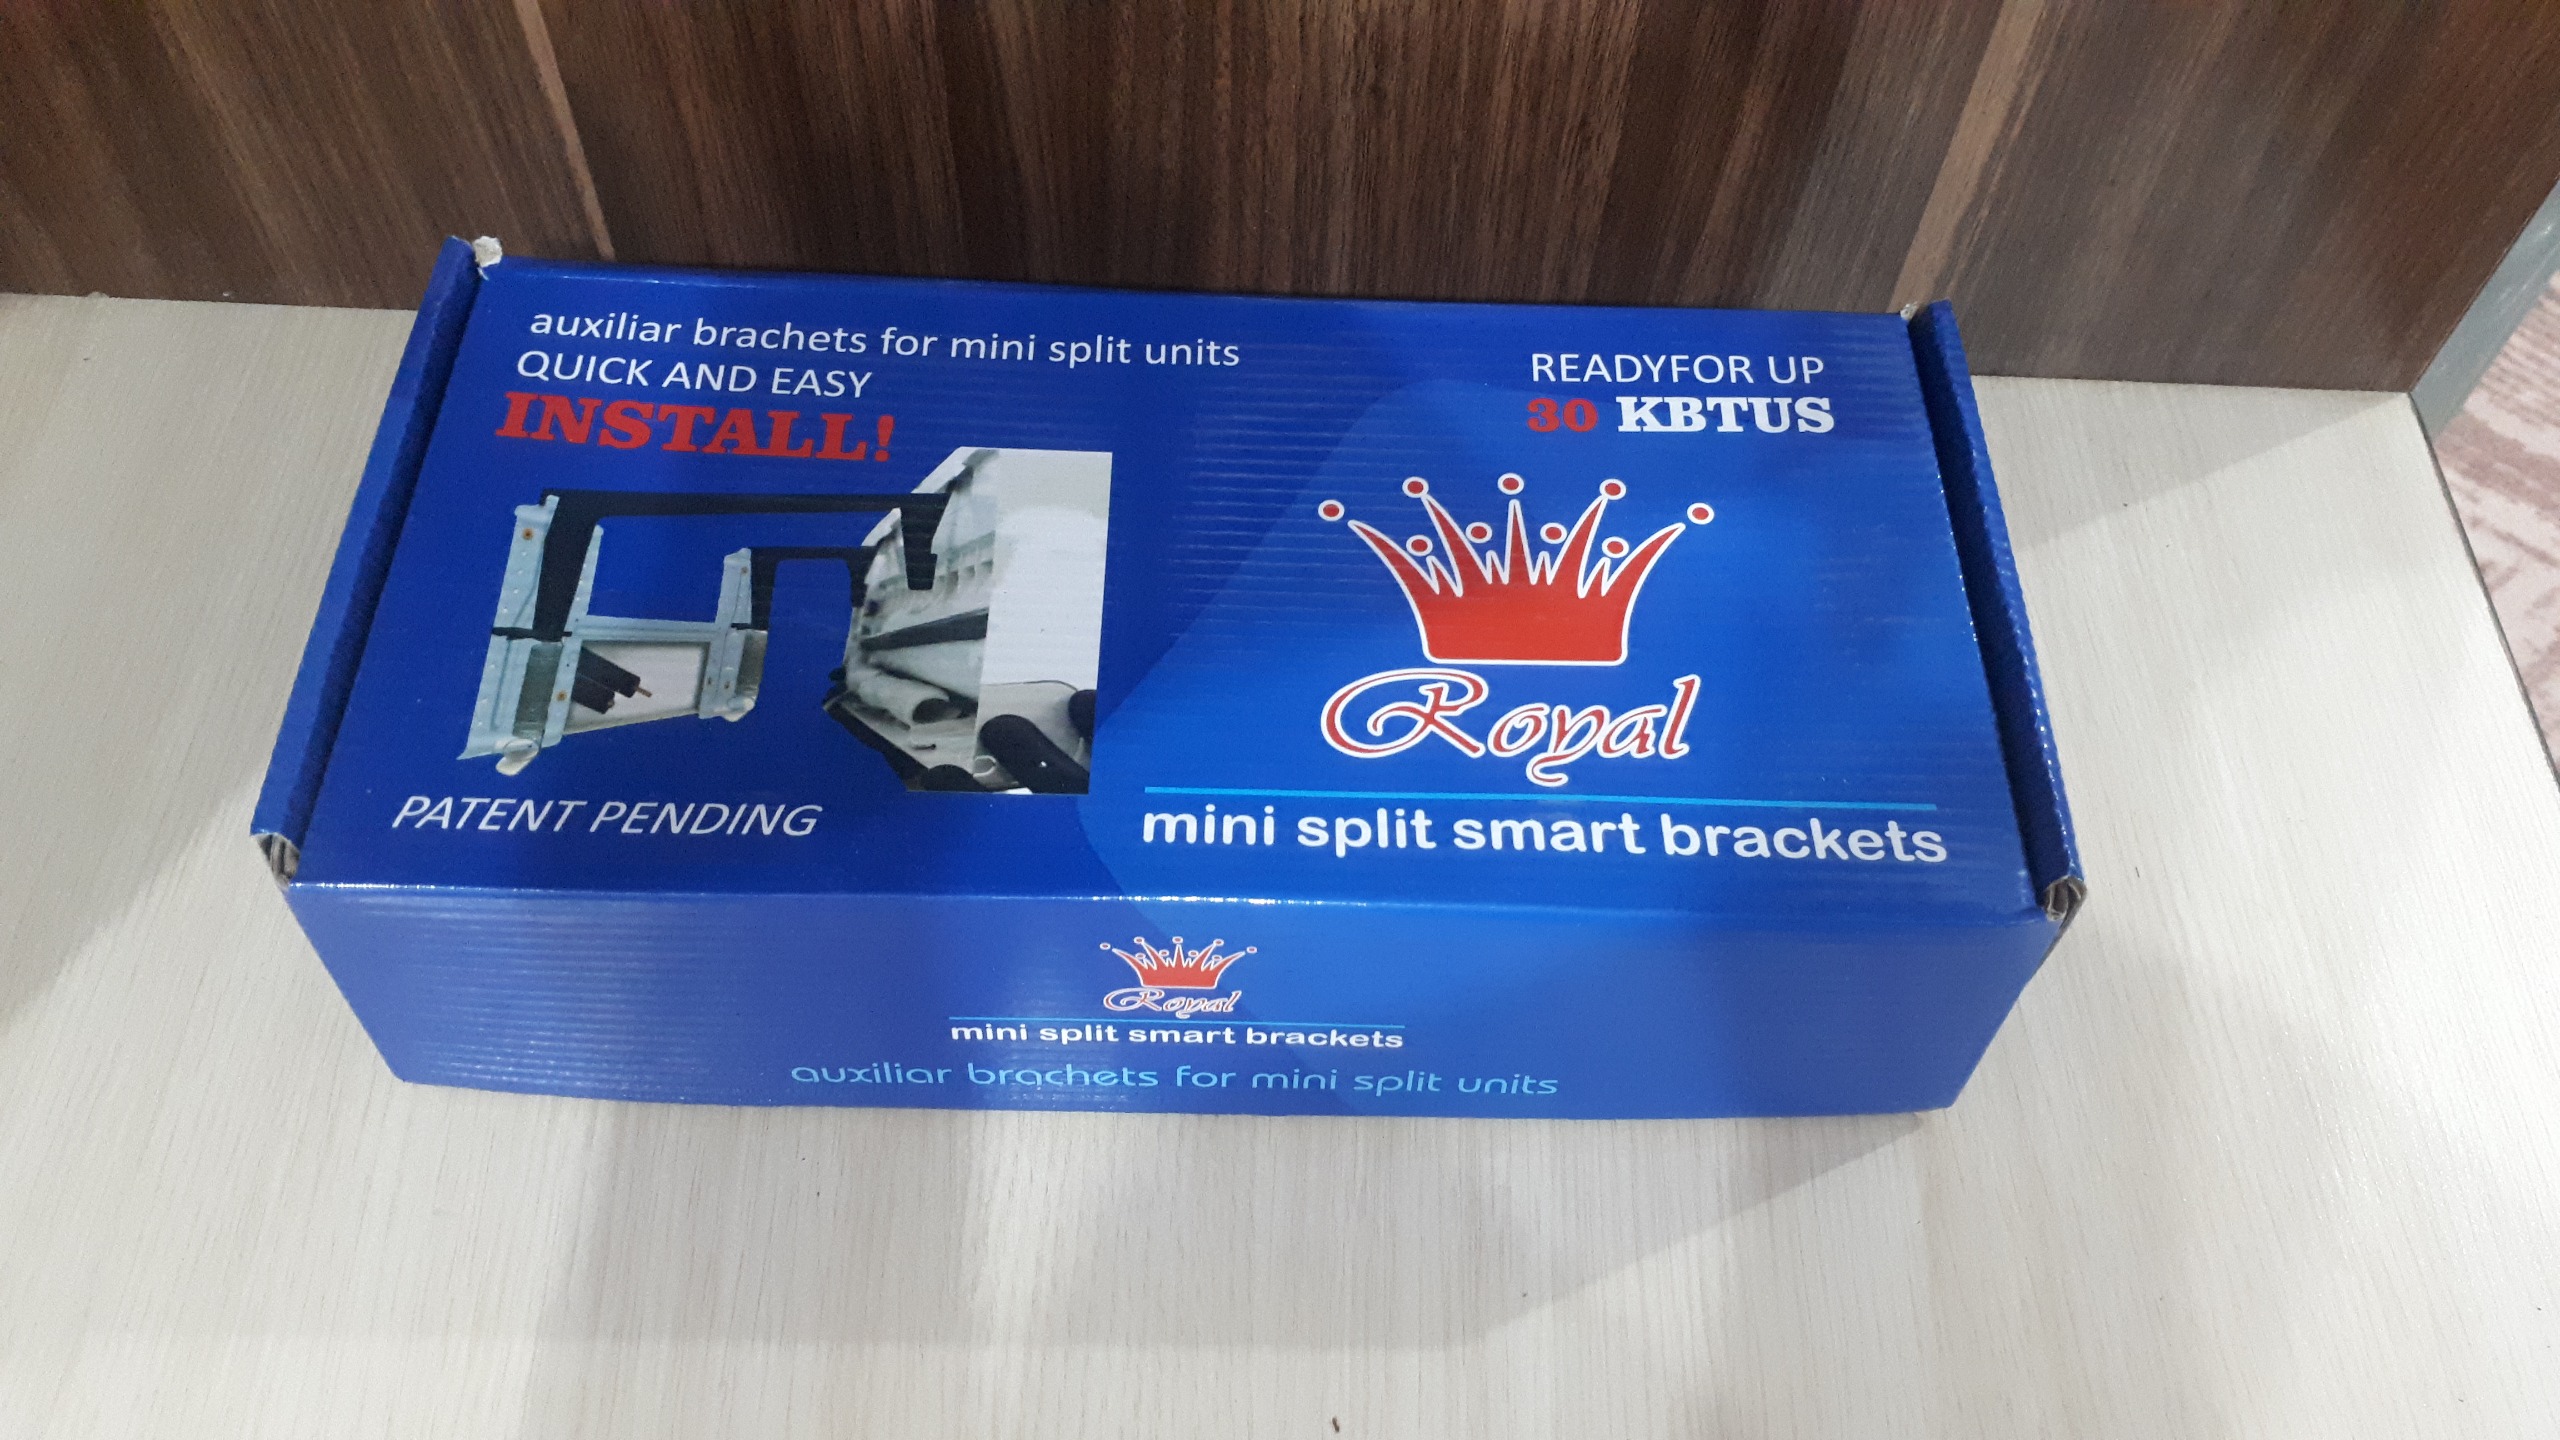 auxiliar brachets for mini split units
QUICK AND EASY
INSTALL!
PATENT PENDING
READYFOR UP
30 KBTUS
Royal
mini split smart brackets
Royal
mini split smart brackets
auxiliar brachets for mini split units